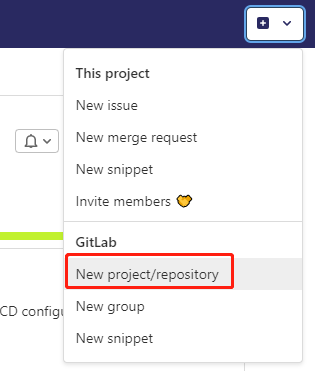 This project
New issue
New merge request
New snippet
Invite members
GitLab
New project/repository
CD configu
New group
New snippet